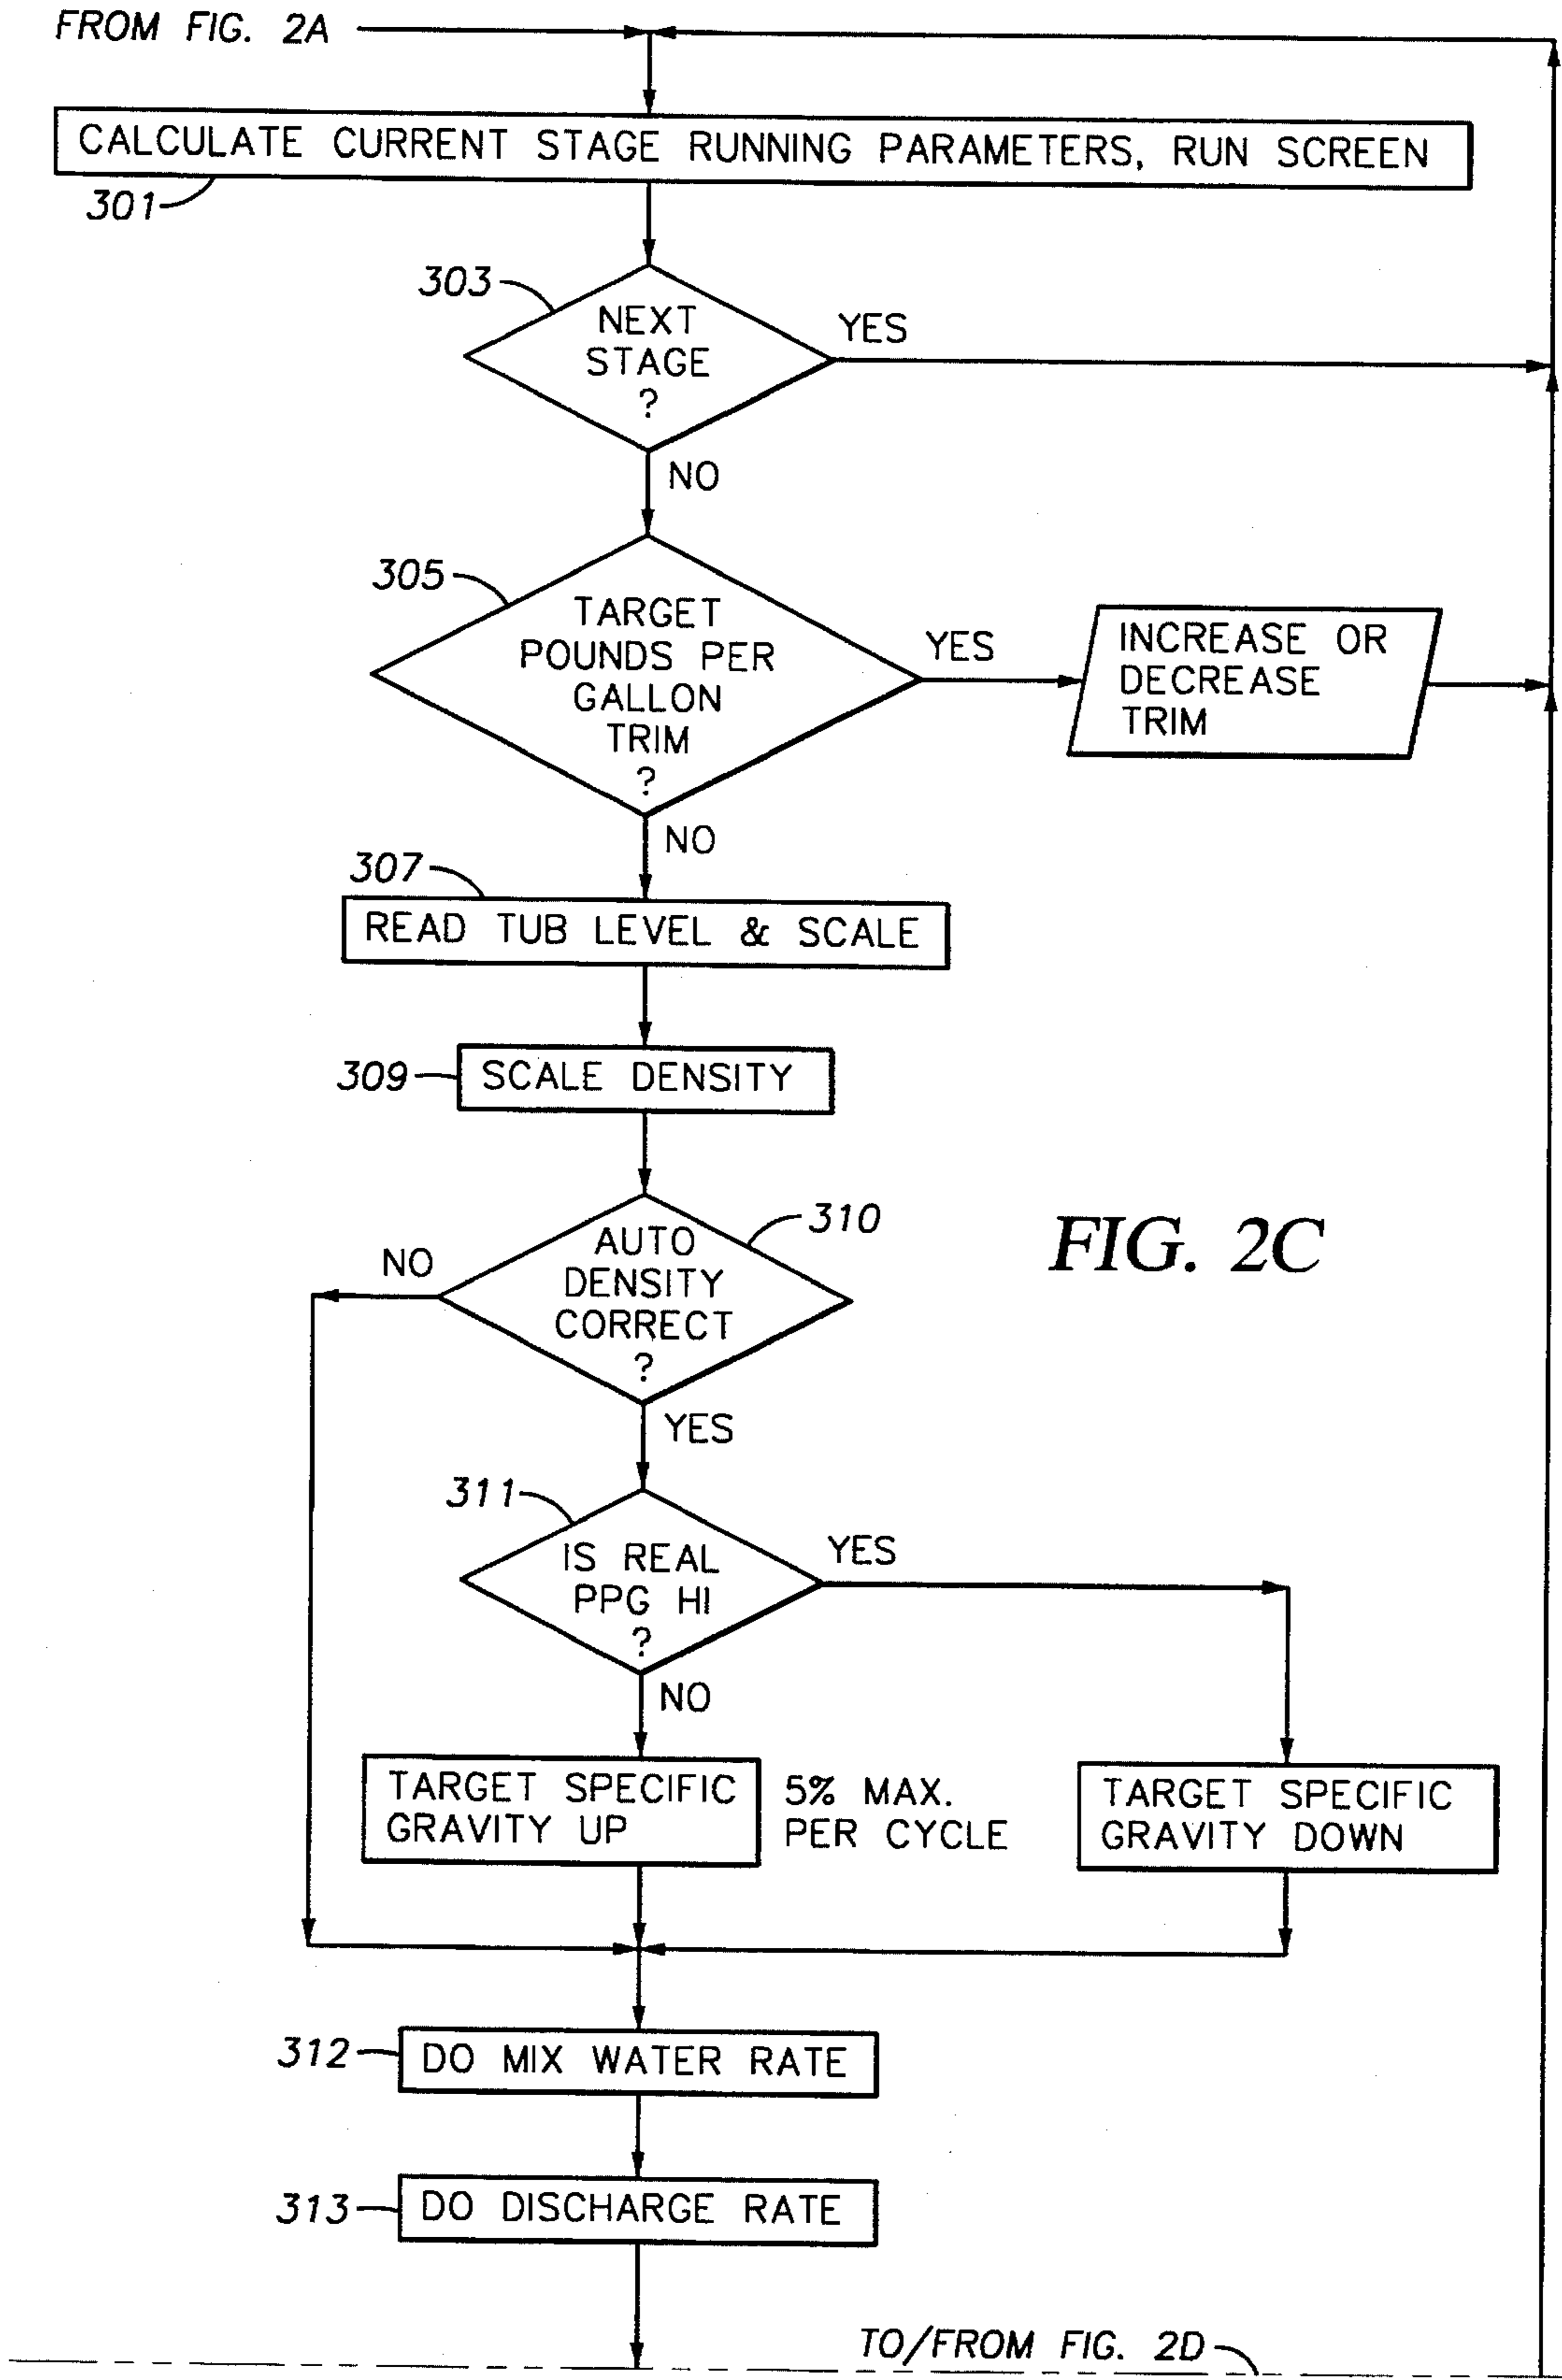 FROM FIG. 2A
CALCULATE CURRENT STAGE RUNNING PARAMETERS, RUN SCREEN
301
303
NEXT
STAGE
?
YES
NO
305
TARGET
POUNDS PER
GALLON
TRIM
?
YES
INCREASE OR
DECREASE
TRIM
NO
307
READ TUB LEVEL & SCALE
309
SCALE DENSITY
310
AUTO
DENSITY
CORRECT
?
NO
FIG. 2C
YES
311
IS REAL
PPG HI
?
YES
NO
TARGET SPECIFIC
GRAVITY UP
5% MAX.
PER CYCLE
TARGET SPECIFIC
GRAVITY DOWN
312
DO MIX WATER RATE
313
DO DISCHARGE RATE
TO/FROM FIG. 2D